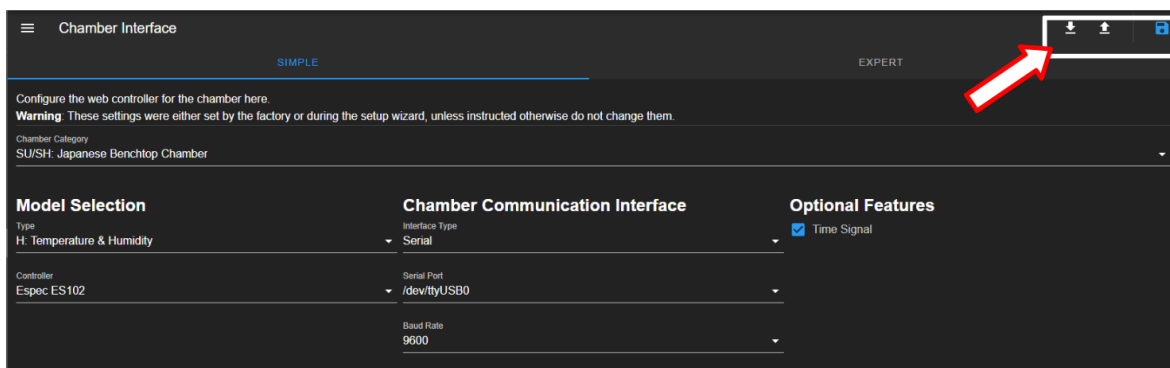 Chamber Interface
SIMPLE
EXPERT
Configure the web controller for the chamber here.
Warning: These settings were either set by the factory or during the setup wizard, unless instructed otherwise do not change them.
Chamber Category
SU/SH: Japanese Benchtop Chamber
Model Selection
Type
H: Temperature & Humidity
Controller
Espec ES102
Chamber Communication Interface
Interface Type
Serial
Serial Port
/dev/ttyUSB0
Baud Rate
9600
Optional Features
Time Signal